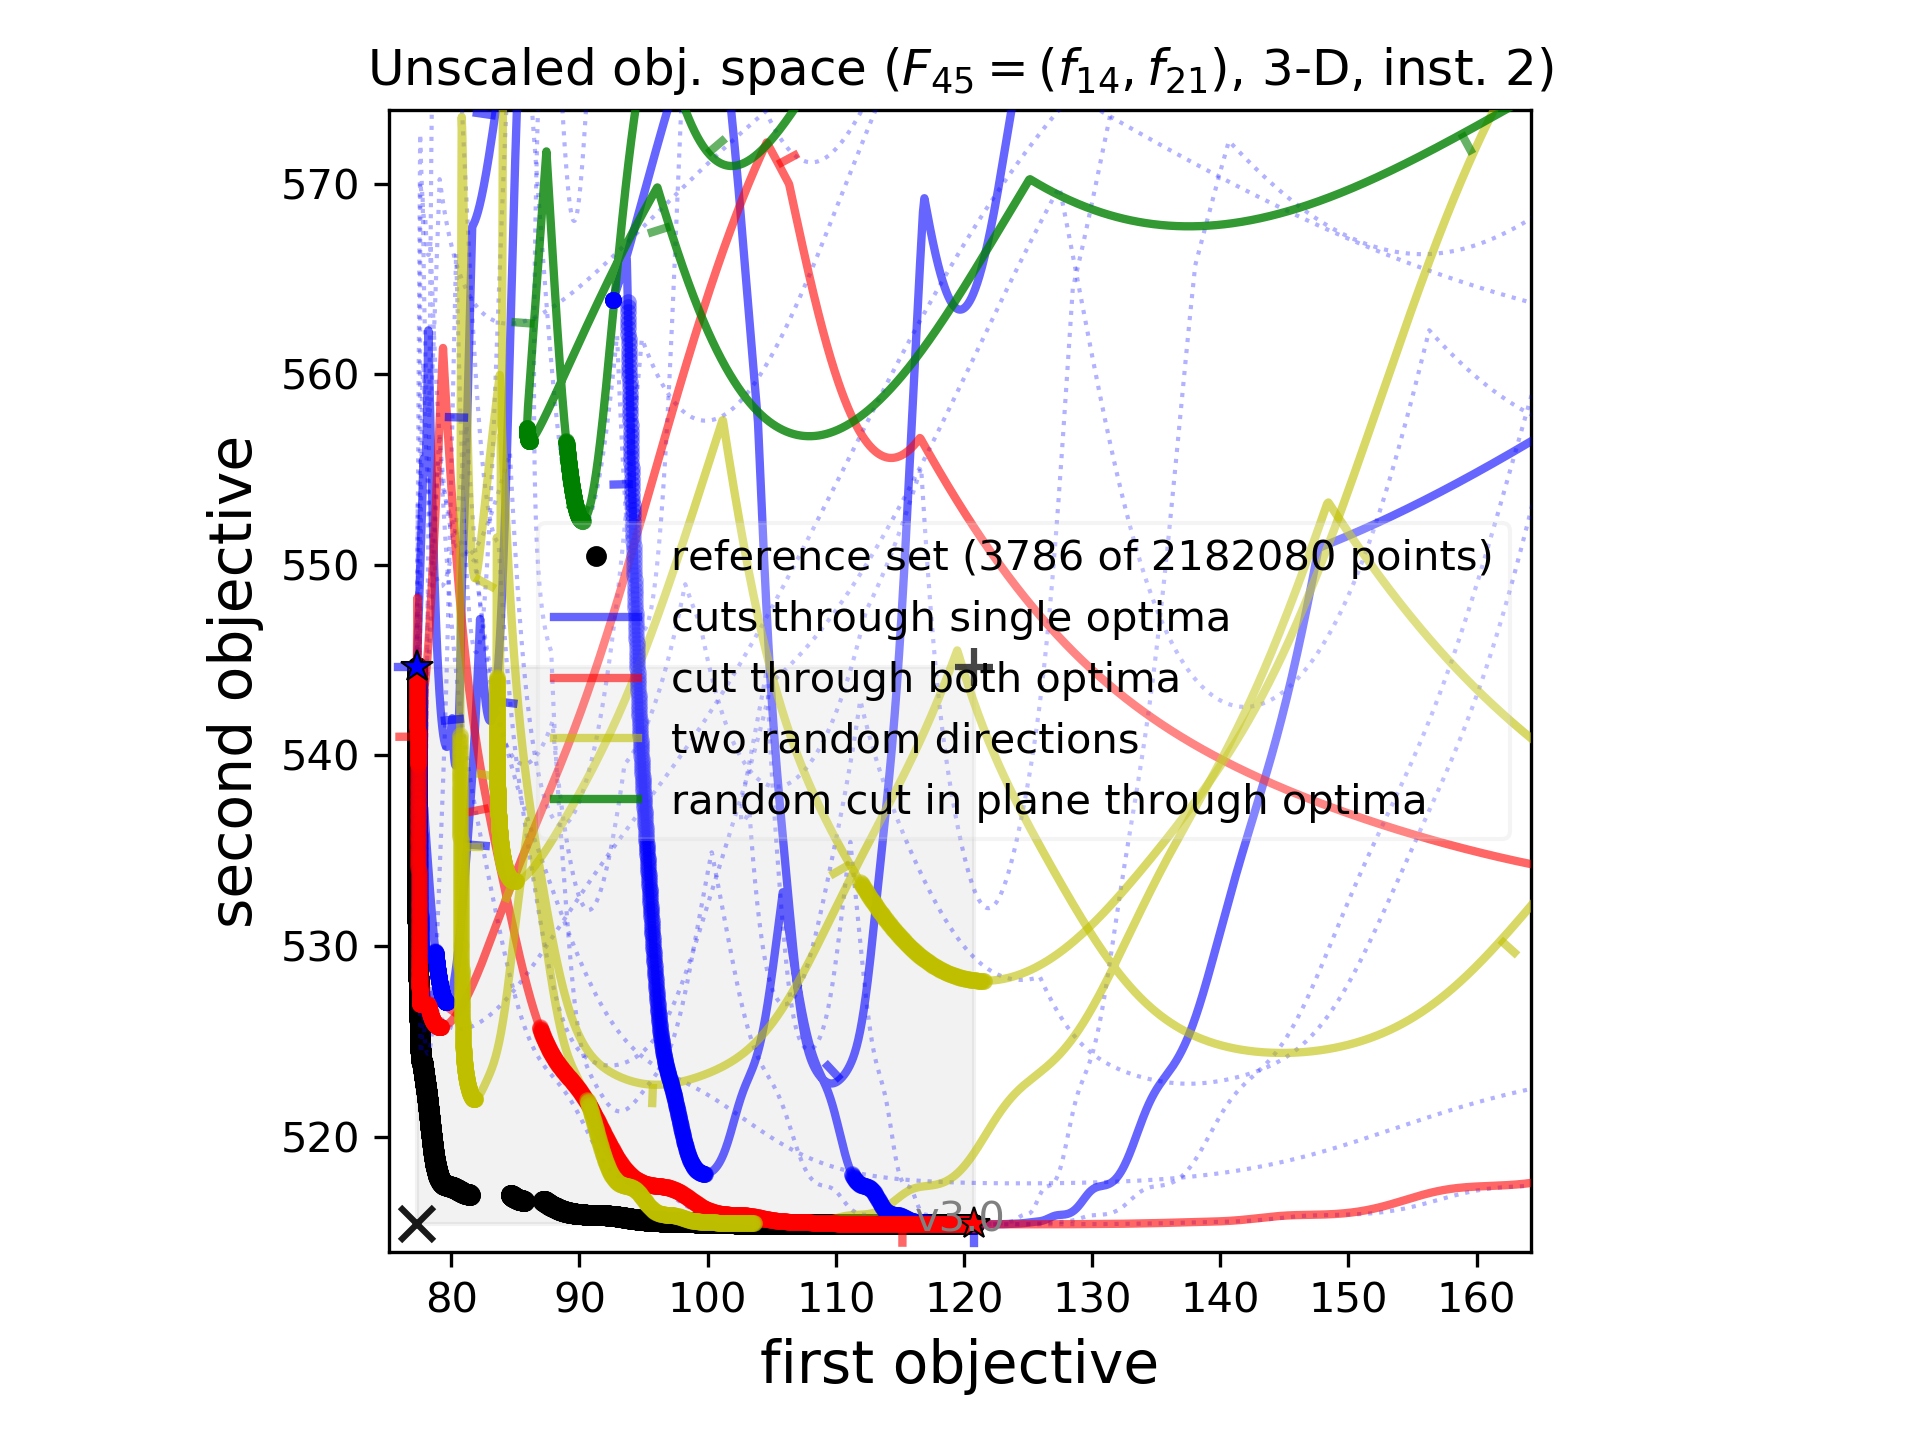 Unscaled obj. space (F45 = (f14, f21), 3-D, inst. 2)
570
560
550
540
530
520
second objective
reference set (3786 of 2182080 points)
cuts through single optima
cut through both optima
two random directions
random cut in plane through optima
v3.0
80 90 100 110 120 130 140 150 160
first objective